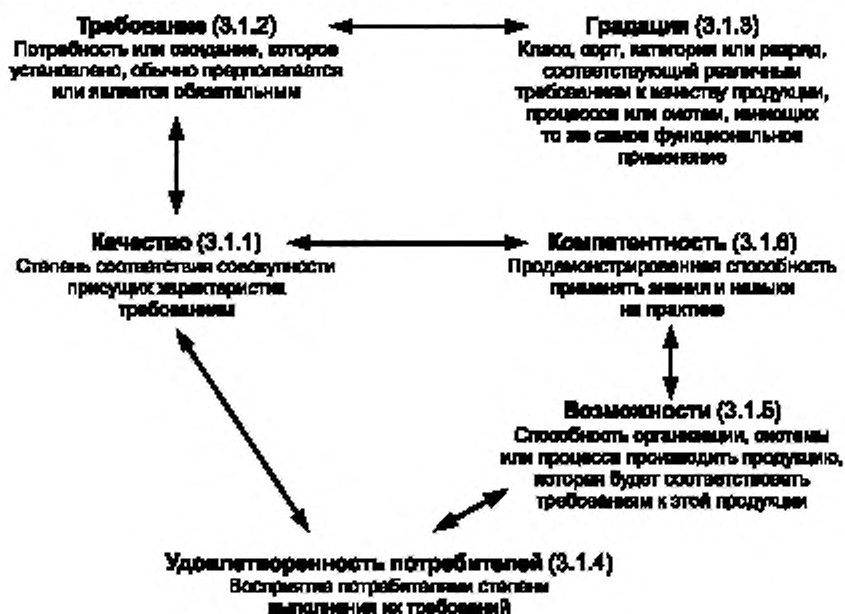 Требование (3.1.2)
Потребность или ожидание, которое
установлено, обычно предполагается
или является обязательным
Градация (3.1.3)
Класс, сорт, категория или разряд,
соответствующий различным
требованиям к качеству продукции,
процессов или систем, имеющих
то же самое функциональное
применение
Качество (3.1.1)
Степень соответствия совокупности
присущих характеристик
требованиям
Компетентность (3.1.6)
Продемонстрированная способность
применять знания и навыки
на практике
Возможности (3.1.5)
Способность организации, системы
или процесса производить продукцию,
которая будет соответствовать
требованиям к этой продукции
Удовлетворенность потребителей (3.1.4)
Восприятие потребителями степени
выполнения их требований